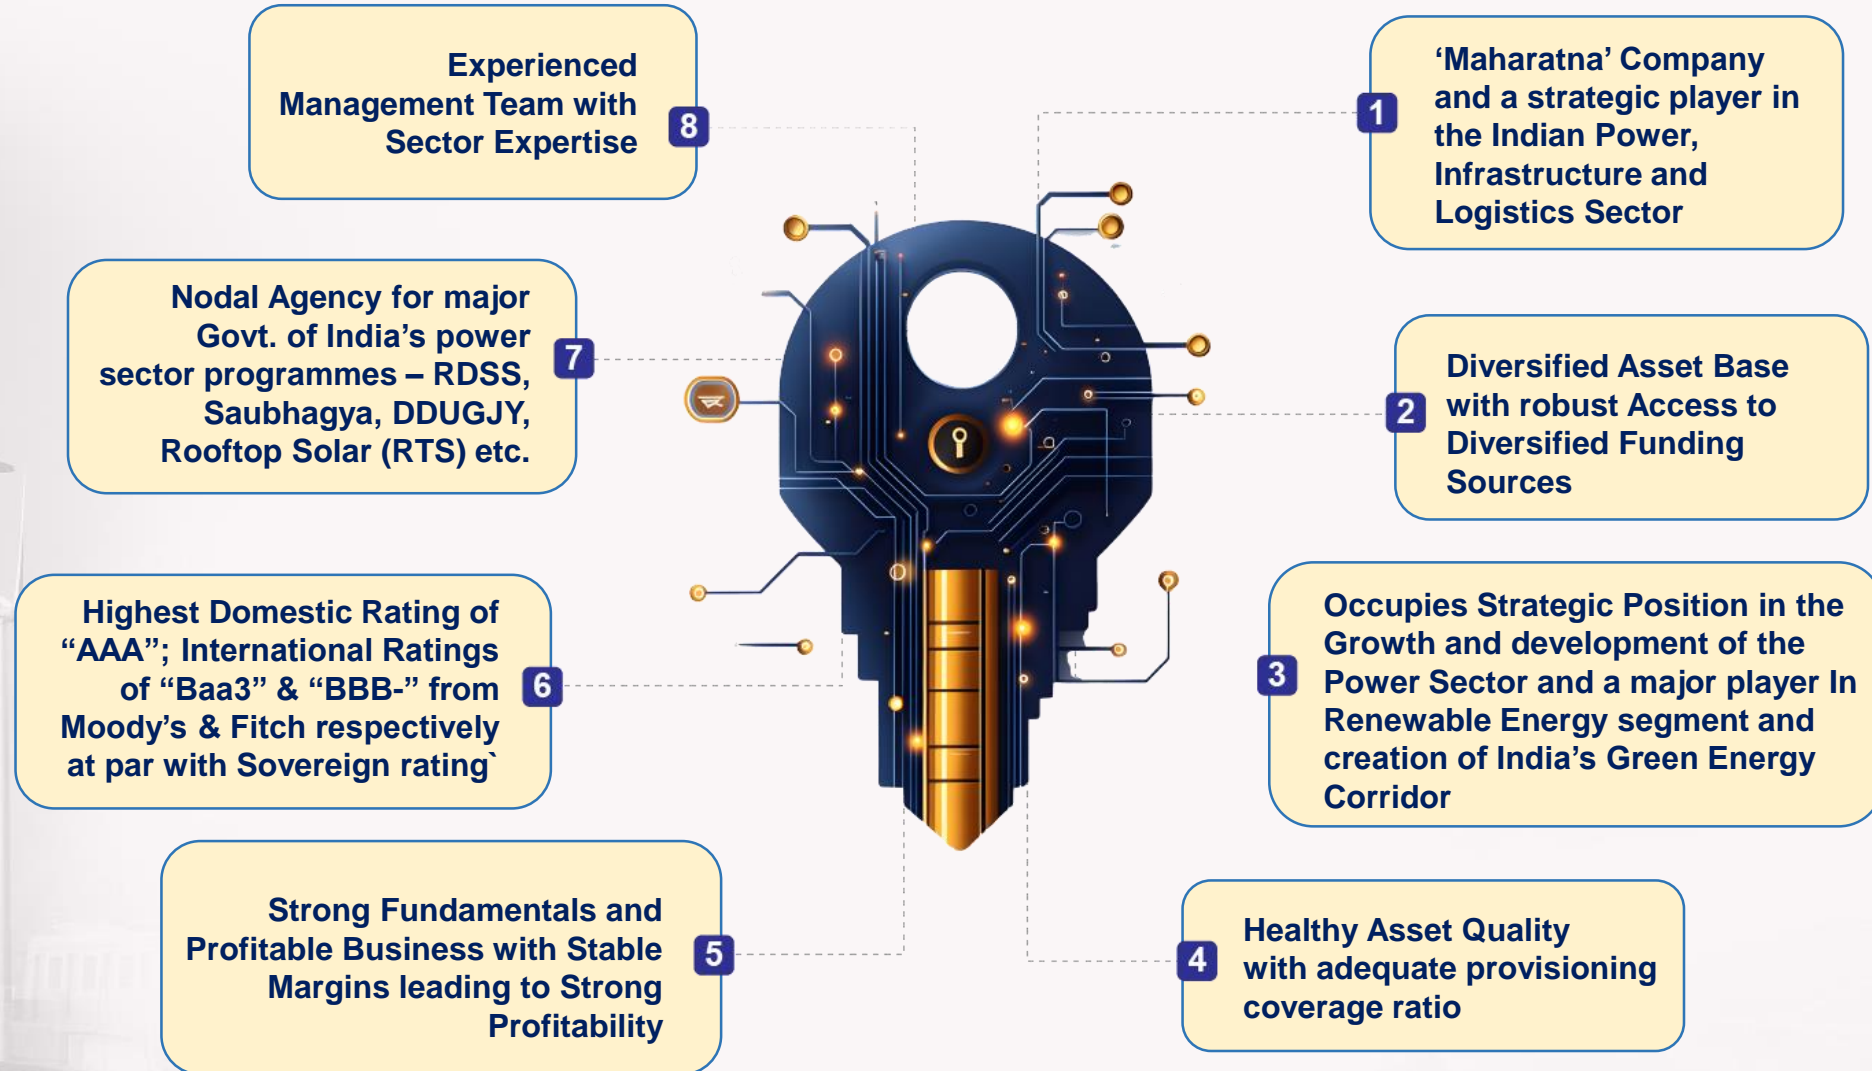 1
‘Maharatna’ Company
and a strategic player in
the Indian Power,
Infrastructure and
Logistics Sector
2
Diversified Asset Base
with robust Access to
Diversified Funding
Sources
3
Occupies Strategic Position in the
Growth and development of the
Power Sector and a major player In
Renewable Energy segment and
creation of India’s Green Energy
Corridor
4
Healthy Asset Quality
with adequate provisioning
coverage ratio
5
Strong Fundamentals and
Profitable Business with Stable
Margins leading to Strong
Profitability
6
Highest Domestic Rating of
“AAA”; International Ratings
of “Baa3” & “BBB-” from
Moody’s & Fitch respectively
at par with Sovereign rating`
7
Nodal Agency for major
Govt. of India’s power
sector programmes – RDSS,
Saubhagya, DDUGJY,
Rooftop Solar (RTS) etc.
8
Experienced
Management Team with
Sector Expertise